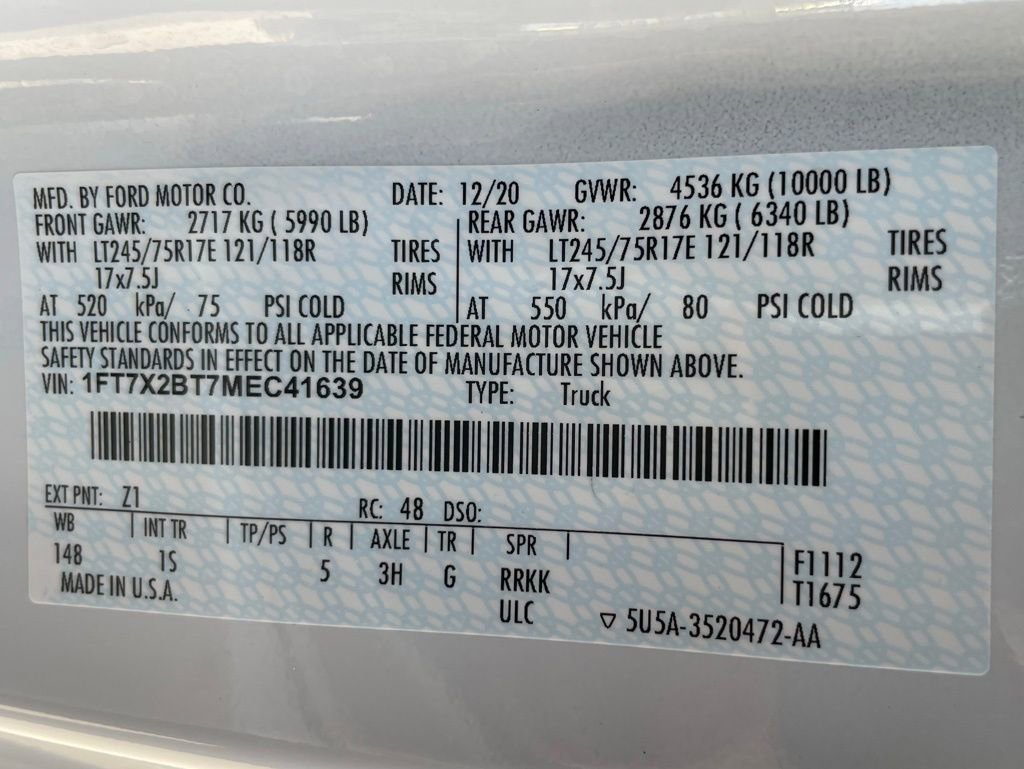 MFD. BY FORD MOTOR CO. DATE: 12/20 GVWR: 4536 KG (10000 LB)
FRONT GAWR: 2717 KG ( 5990 LB) REAR GAWR: 2876 KG ( 6340 LB)
WITH LT245/75R17E 121/118R TIRES WITH LT245/75R17E 121/118R TIRES
17x7.5J RIMS 17x7.5J RIMS
AT 520 kPa/ 75 PSI COLD AT 550 kPa/ 80 PSI COLD
THIS VEHICLE CONFORMS TO ALL APPLICABLE FEDERAL MOTOR VEHICLE
SAFETY STANDARDS IN EFFECT ON THE DATE OF MANUFACTURE SHOWN ABOVE.
VIN: 1FT7X2BT7MEC41639 TYPE: Truck
EXT PNT: Z1 RC: 48 DSO:
WB INT TR TP/PS R AXLE TR SPR F1112
148 1S 5 3H G RRKK T1675
MADE IN U.S.A. ULC ▽ 5U5A-3520472-AA